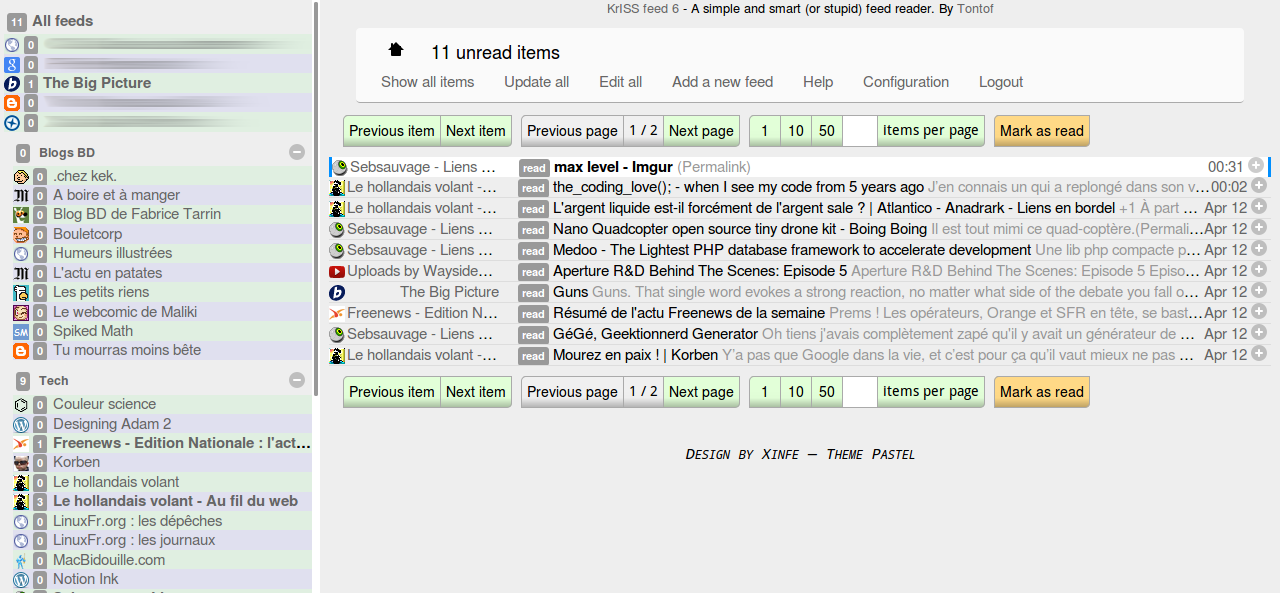 11 All feeds
0
0
1 The Big Picture
0
0
0 Blogs BD
0 .chez kek.
0 A boire et à manger
0 Blog BD de Fabrice Tarrin
0 Bouletcorp
0 Humeurs illustrées
0 L'actu en patates
0 Les petits riens
0 Le webcomic de Maliki
SM 0 Spiked Math
0 Tu mourras moins bête
9 Tech
0 Couleur science
0 Designing Adam 2
1 Freenews - Edition Nationale : l'act...
0 Korben
0 Le hollandais volant
3 Le hollandais volant - Au fil du web
0 LinuxFr.org : les dépêches
0 LinuxFr.org : les journaux
0 MacBidouille.com
0 Notion Ink
KrISS feed 6 - A simple and smart (or stupid) feed reader. By Tontof
11 unread items
Show all items Update all Edit all Add a new feed Help Configuration Logout
Previous item Next item Previous page 1 / 2 Next page 1 10 50 items per page Mark as read
Sebsauvage - Liens ... read max level - Imgur (Permalink) 00:31
Le hollandais volant -... read the_coding_love(); - when I see my code from 5 years ago J'en connais un qui a replongé dans son v... 00:02
Le hollandais volant -... read L'argent liquide est-il forcément de l'argent sale ? | Atlantico - Anadrark - Liens en bordel +1 À part ... Apr 12
Sebsauvage - Liens ... read Nano Quadcopter open source tiny drone kit - Boing Boing Il est tout mimi ce quad-coptère.(Permali... Apr 12
Sebsauvage - Liens ... read Medoo - The Lightest PHP database framework to accelerate development Une lib php compacte p... Apr 12
Uploads by Wayside... read Aperture R&D Behind The Scenes: Episode 5 Aperture R&D Behind The Scenes: Episode 5 Episo... Apr 12
The Big Picture read Guns Guns. That single word evokes a strong reaction, no matter what side of the debate you fall o... Apr 12
Freenews - Edition N... read Résumé de l'actu Freenews de la semaine Prems ! Les opérateurs, Orange et SFR en tête, se bast... Apr 12
Sebsauvage - Liens ... read GéGé, Geektionnerd Generator Oh tiens j'avais complètement zapé qu'il y avait un générateur de ... Apr 12
Le hollandais volant -... read Mourez en paix ! | Korben Y'a pas que Google dans la vie, et c'est pour ça qu'il vaut mieux ne pas ... Apr 12
Previous item Next item Previous page 1 / 2 Next page 1 10 50 items per page Mark as read
Design by Xinfe – Theme Pastel